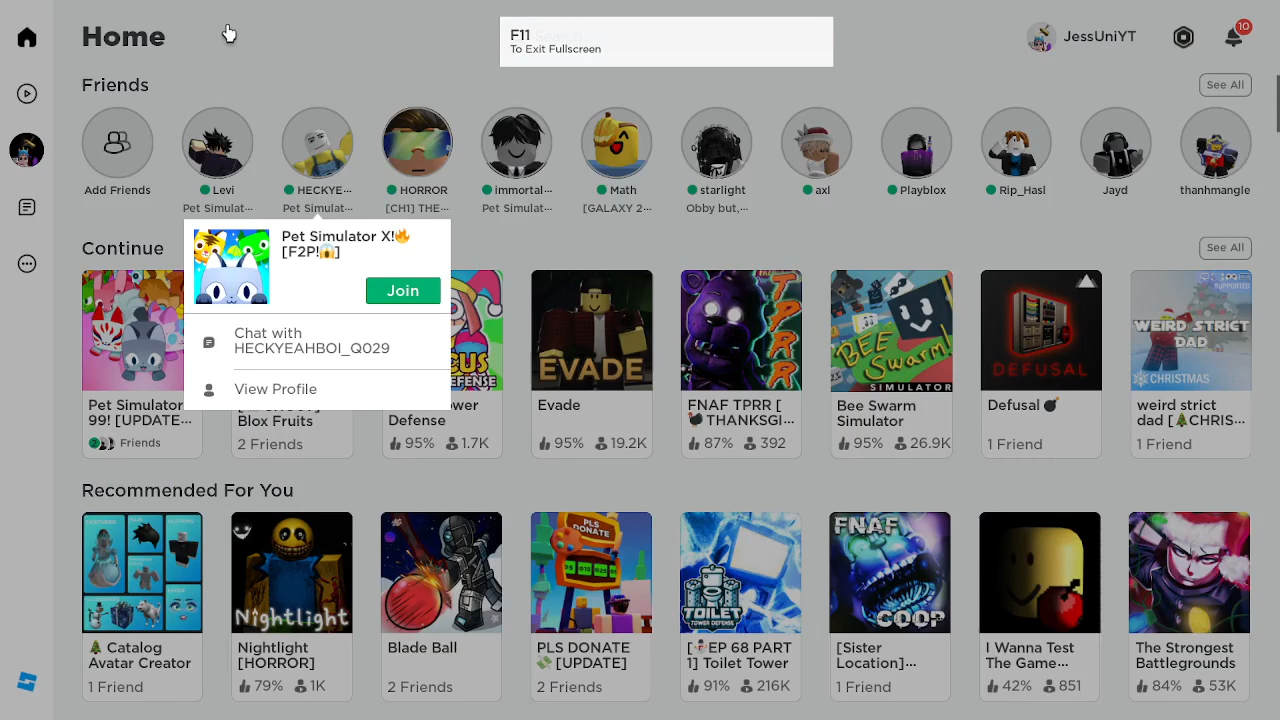 Home
F11
To Exit Fullscreen
JessUniYT
10
Friends
See All
Add Friends
Levi
HECKYE...
HORROR
immortal...
Math
starlight
axl
Playblox
Rip_Hasl
Jayd
thanhmangle
Pet Simulat...
Pet Simulat...
[CH1] THE...
Pet Simulat...
[GALAXY 2...
Obby but,...
Pet Simulator X!🔥
[F2P!😱]
Join
Chat with
HECKYEAHBOI_Q029
View Profile
Continue
See All
EVADE
TPRR
BEE Swarm!
SIMULATOR
DEFUSAL
SUPPORTED
WEIRD STRICT
DAD
CHRISTMAS
Pet Simulator
99! [UPDATE...
Friends
Blox Fruits
2 Friends
Defense
95% 1.7K
Evade
95% 19.2K
FNAF TPRR [
🦃THANKSGI...
87% 392
Bee Swarm
Simulator
95% 26.9K
Defusal 💣
1 Friend
weird strict
dad [🎄CHRIS...
1 Friend
Recommended For You
Nightlight
PLS
DONATE
TOILET
TOWER DEFENSE
FNAF
COOP
🎄 Catalog
Avatar Creator
1 Friend
Nightlight
[HORROR]
79% 1K
Blade Ball
2 Friends
PLS DONATE
💸 [UPDATE]
2 Friends
[⛄EP 68 PART
1] Toilet Tower
91% 216K
[Sister
Location]...
1 Friend
I Wanna Test
The Game...
42% 851
The Strongest
Battlegrounds
84% 53K